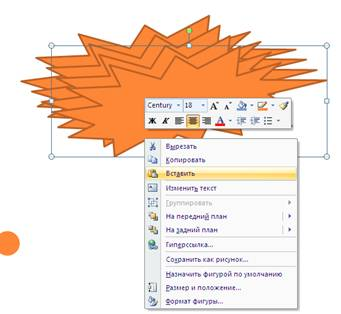 Century 18 A A
Ж К A
Вырезать
Копировать
Вставить
Изменить текст
Группировать
На передний план
На задний план
Гиперссылка...
Сохранить как рисунок...
Назначить фигурой по умолчанию
Размер и положение...
Формат фигуры...